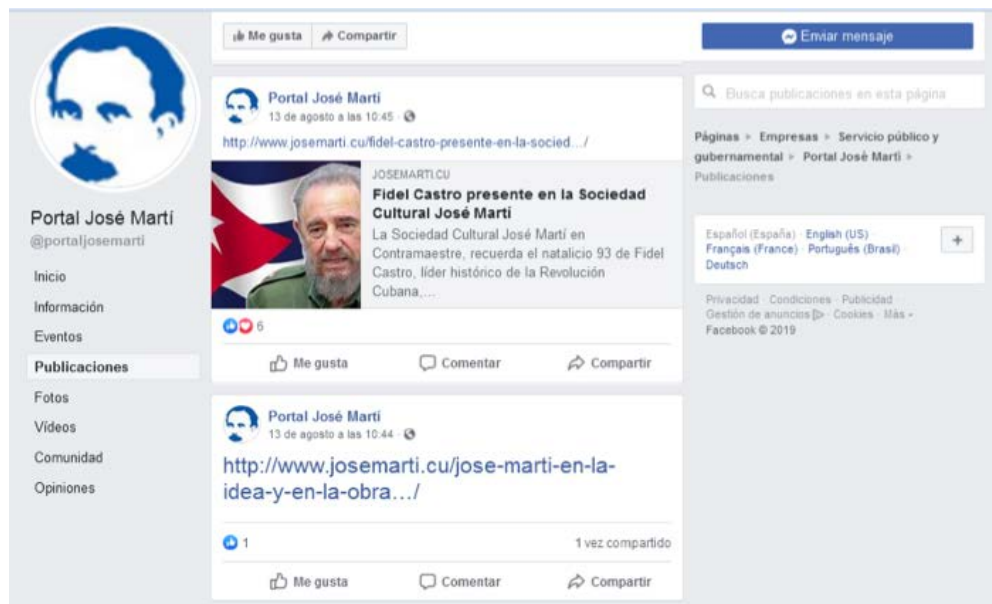 Portal José Martí
@portaljosemarti
Inicio
Información
Eventos
Publicaciones
Fotos
Vídeos
Comunidad
Opiniones
Me gusta
Compartir
Portal José Martí
13 de agosto a las 10:45 ·
http://www.josemarti.cu/fidel-castro-presente-en-la-socied…/
JOSEMARTI.CU
Fidel Castro presente en la Sociedad
Cultural José Martí
La Sociedad Cultural José Martí en
Contramaestre, recuerda el natalicio 93 de Fidel
Castro, líder histórico de la Revolución
Cubana,…
6
Me gusta
Comentar
Compartir
Portal José Martí
13 de agosto a las 10:44 ·
http://www.josemarti.cu/jose-marti-en-la-
idea-y-en-la-obra…/
1
1 vez compartido
Me gusta
Comentar
Compartir
Enviar mensaje
Busca publicaciones en esta página
Páginas
Empresas
Servicio público y
gubernamental
Portal José Martí
Publicaciones
Español (España) · English (US) ·
Français (France) · Português (Brasil) ·
Deutsch
+
Privacidad · Condiciones · Publicidad ·
Gestión de anuncios · Cookies · Más
Facebook © 2019